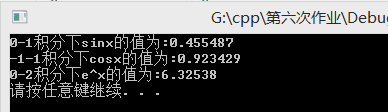 G:\cpp\第六次作业\Debug
0-1积分下sinx的值为:0.455487
-1-1积分下cosx的值为:0.923429
0-2积分下e^x的值为:6.32538
请按任意键继续. . .